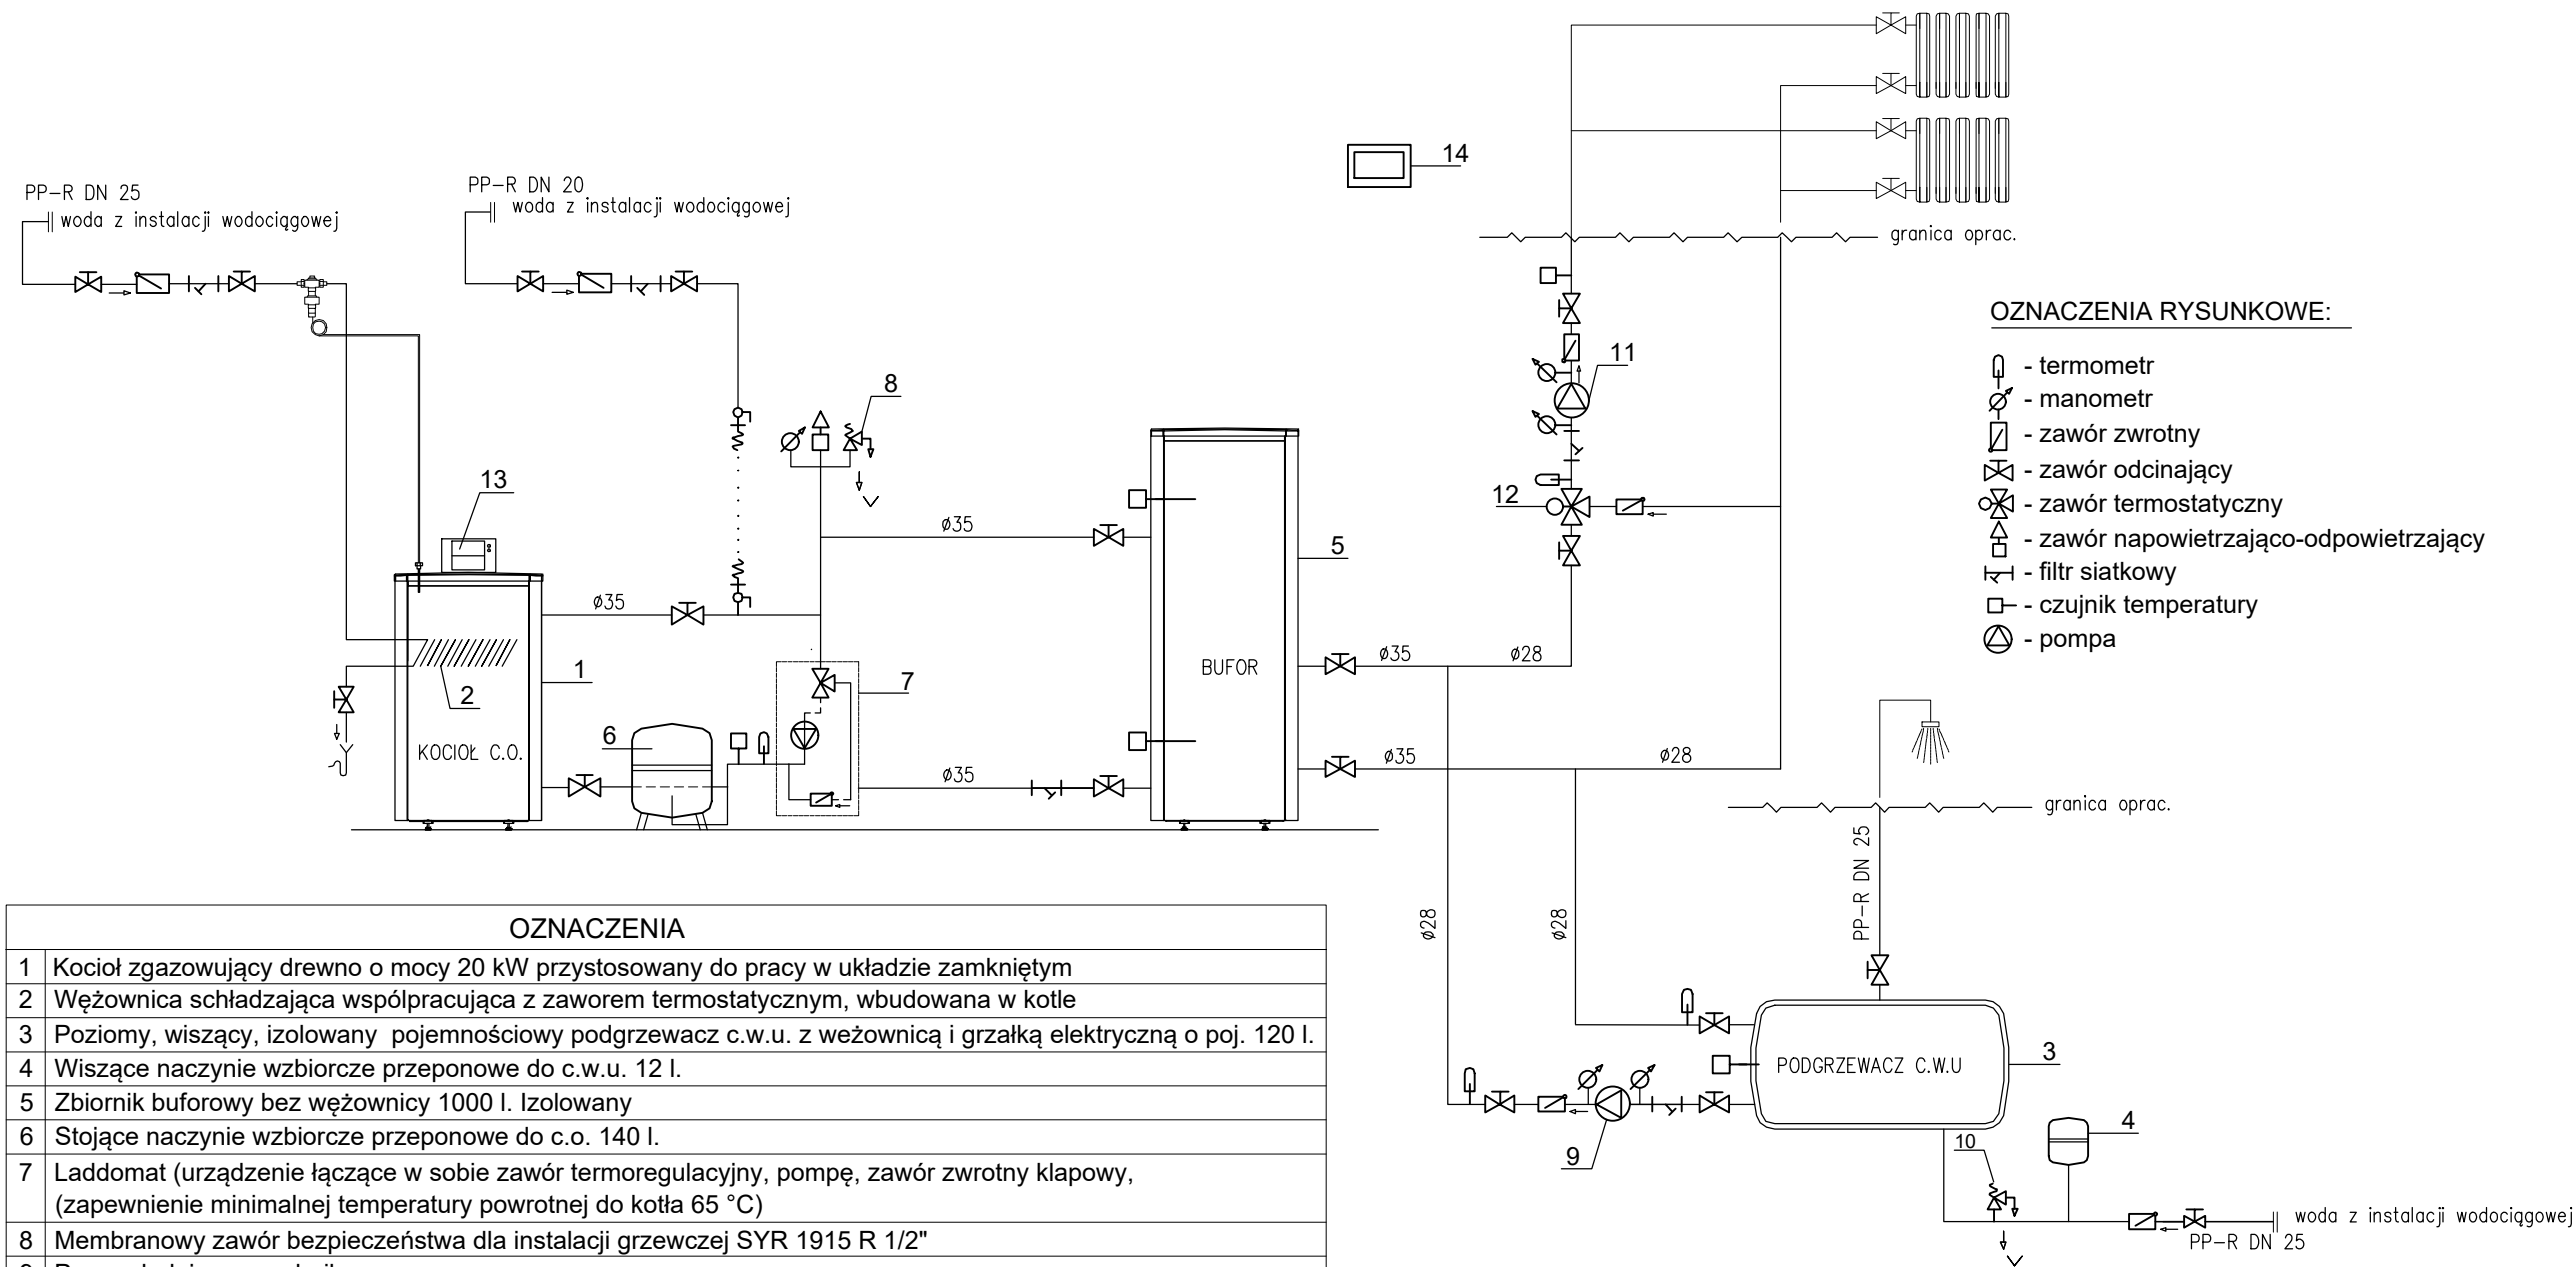 PP-R DN 25
woda z instalacji wodociągowej
PP-R DN 20
woda z instalacji wodociągowej
14
granica oprac.
OZNACZENIA RYSUNKOWE:
- termometr
- manometr
- zawór zwrotny
- zawór odcinający
- zawór termostatyczny
- zawór napowietrzająco-odpowietrzający
- filtr siatkowy
- czujnik temperatury
- pompa
11
12
8
13
ø35
5
ø35
1
2
KOCIOŁ C.O.
6
7
ø35
BUFOR
ø35
ø28
ø35
ø28
granica oprac.
PP-R DN 25
ø28
ø28
PODGRZEWACZ C.W.U
3
9
10
4
woda z instalacji wodociągowej
PP-R DN 25
OZNACZENIA
1 Kocioł zgazowujący drewno o mocy 20 kW przystosowany do pracy w układzie zamkniętym
2 Wężownica schładzająca wspólpracująca z zaworem termostatycznym, wbudowana w kotle
3 Poziomy, wiszący, izolowany pojemnościowy podgrzewacz c.w.u. z weżownicą i grzałką elektryczną o poj. 120 l.
4 Wiszące naczynie wzbiorcze przeponowe do c.w.u. 12 l.
5 Zbiornik buforowy bez wężownicy 1000 l. Izolowany
6 Stojące naczynie wzbiorcze przeponowe do c.o. 140 l.
7 Laddomat (urządzenie łączące w sobie zawór termoregulacyjny, pompę, zawór zwrotny klapowy,
(zapewnienie minimalnej temperatury powrotnej do kotła 65 °C)
8 Membranowy zawór bezpieczeństwa dla instalacji grzewczej SYR 1915 R 1/2"